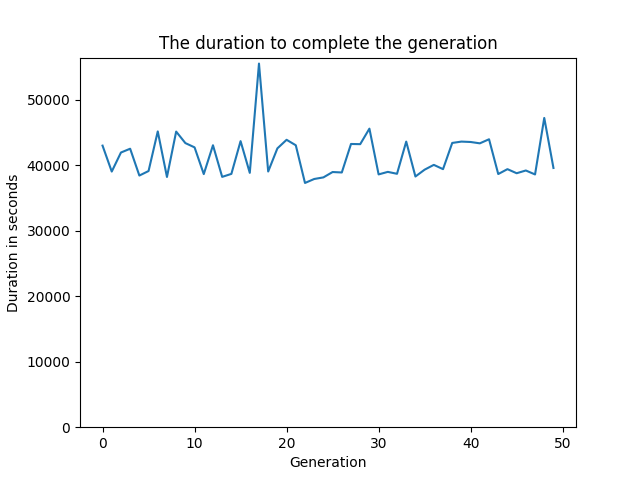 The duration to complete the generation
50000
40000
30000
20000
10000
0
Duration in seconds
0 10 20 30 40 50
Generation